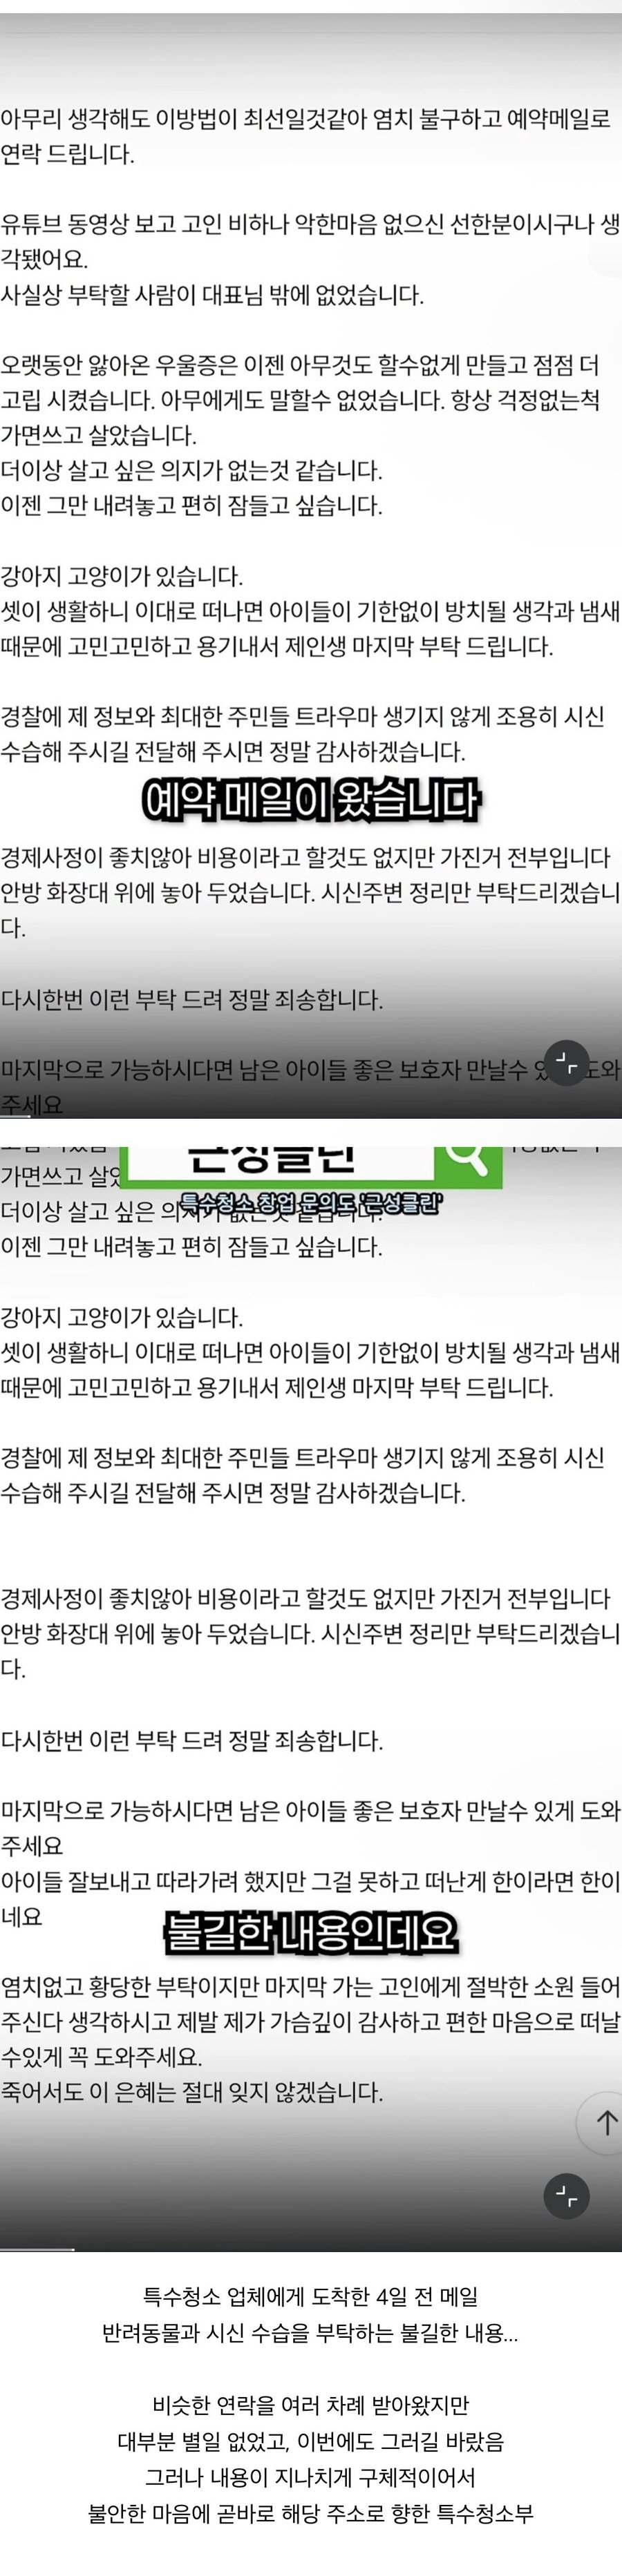 아무리 생각해도 이방법이 최선일것같아 염치 불구하고 예약메일로
연락 드립니다.
유튜브 동영상 보고 고인 비하나 악한마음 없으신 선한분이시구나 생
각됐어요.
사실상 부탁할 사람이 대표님 밖에 없었습니다.
오랫동안 앓아온 우울증은 이젠 아무것도 할수없게 만들고 점점 더
고립 시켰습니다. 아무에게도 말할수 없었습니다. 항상 걱정없는척
가면쓰고 살았습니다.
더이상 살고 싶은 의지가 없는것 같습니다.
이젠 그만 내려놓고 편히 잠들고 싶습니다.
강아지 고양이가 있습니다.
셋이 생활하니 이대로 떠나면 아이들이 기한없이 방치될 생각과 냄새
때문에 고민고민하고 용기내서 제인생 마지막 부탁 드립니다.
경찰에 제 정보와 최대한 주민들 트라우마 생기지 않게 조용히 시신
수습해 주시길 전달해 주시면 정말 감사하겠습니다.
예약 메일이 왔습니다
경제사정이 좋치않아 비용이라고 할것도 없지만 가진거 전부입니다
안방 화장대 위에 놓아 두었습니다. 시신주변 정리만 부탁드리겠습니
다.
다시한번 이런 부탁 드려 정말 죄송합니다.
마지막으로 가능하시다면 남은 아이들 좋은 보호자 만날수 도와
주세요
근성클린
가면쓰고 살았
특수청소 창업 문의도 '근성클린'
더이상 살고 싶은 의지가 없는것 같습니다.
이젠 그만 내려놓고 편히 잠들고 싶습니다.
강아지 고양이가 있습니다.
셋이 생활하니 이대로 떠나면 아이들이 기한없이 방치될 생각과 냄새
때문에 고민고민하고 용기내서 제인생 마지막 부탁 드립니다.
경찰에 제 정보와 최대한 주민들 트라우마 생기지 않게 조용히 시신
수습해 주시길 전달해 주시면 정말 감사하겠습니다.
경제사정이 좋치않아 비용이라고 할것도 없지만 가진거 전부입니다
안방 화장대 위에 놓아 두었습니다. 시신주변 정리만 부탁드리겠습니
다.
다시한번 이런 부탁 드려 정말 죄송합니다.
마지막으로 가능하시다면 남은 아이들 좋은 보호자 만날수 있게 도와
주세요
아이들 잘보내고 따라가려 했지만 그걸 못하고 떠난게 한이라면 한이
네요
불길한 내용인데요
염치없고 황당한 부탁이지만 마지막 가는 고인에게 절박한 소원 들어
주신다 생각하시고 제발 제가 가슴깊이 감사하고 편한 마음으로 떠날
수있게 꼭 도와주세요.
죽어서도 이 은혜는 절대 잊지 않겠습니다.
특수청소 업체에게 도착한 4일 전 메일
반려동물과 시신 수습을 부탁하는 불길한 내용...
비슷한 연락을 여러 차례 받아왔지만
대부분 별일 없었고, 이번에도 그러길 바랐음
그러나 내용이 지나치게 구체적이어서
불안한 마음에 곧바로 해당 주소로 향한 특수청소부